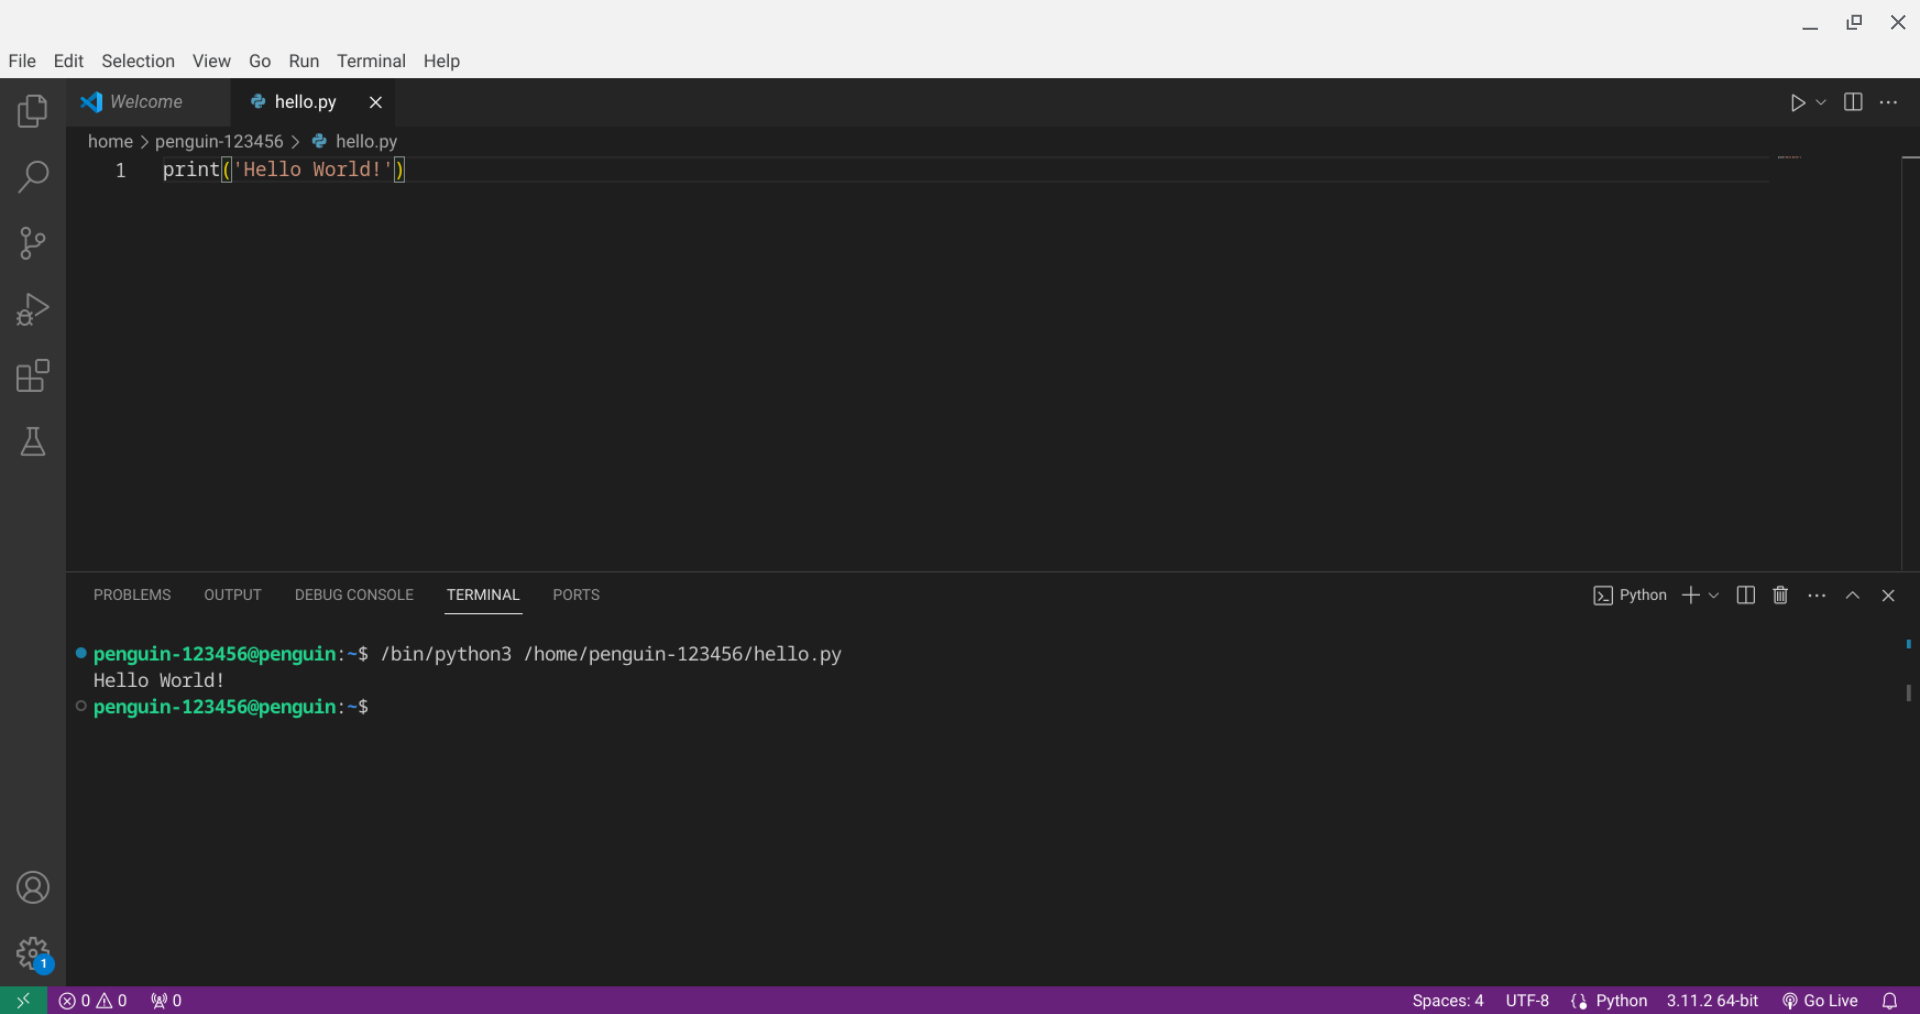 File Edit Selection View Go Run Terminal Help
Welcome hello.py
home > penguin-123456 > hello.py
1 print('Hello World!')
PROBLEMS OUTPUT DEBUG CONSOLE TERMINAL PORTS Python
penguin-123456@penguin:~$ /bin/python3 /home/penguin-123456/hello.py
Hello World!
penguin-123456@penguin:~$
1
0 0 0 Spaces: 4 UTF-8 Python 3.11.2 64-bit Go Live